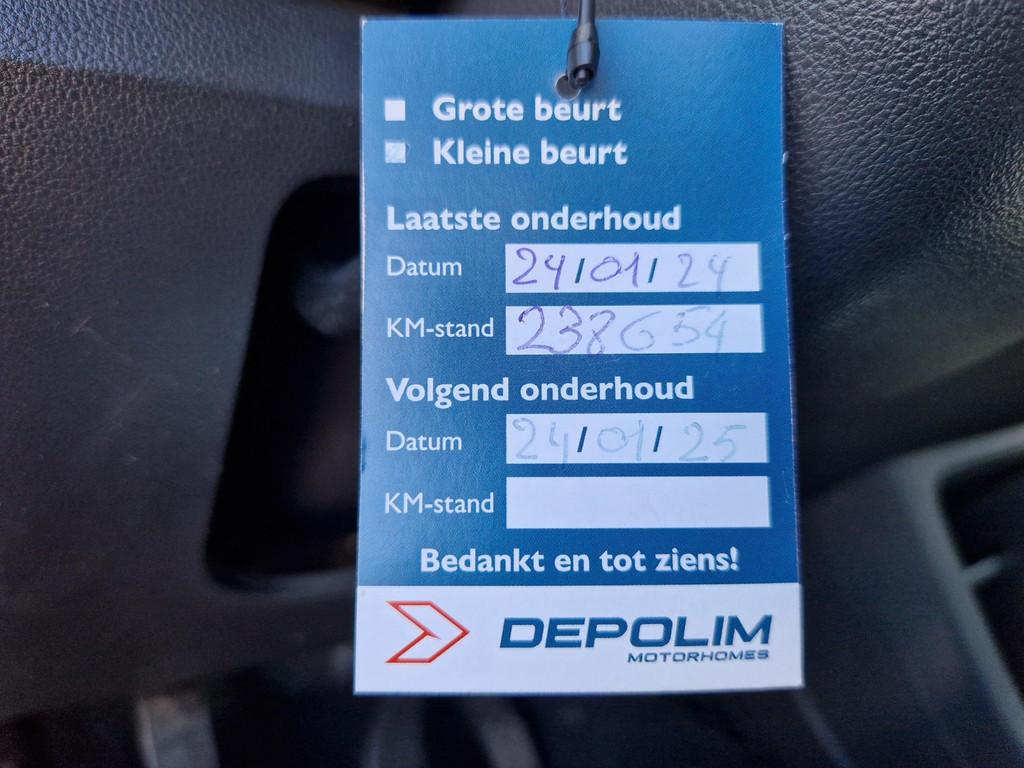 Grote beurt
Kleine beurt
Laatste onderhoud
Datum 24/01/24
KM-stand 238654
Volgend onderhoud
Datum 24/01/25
KM-stand
Bedankt en tot ziens!
DEPOLIM
MOTORHOMES